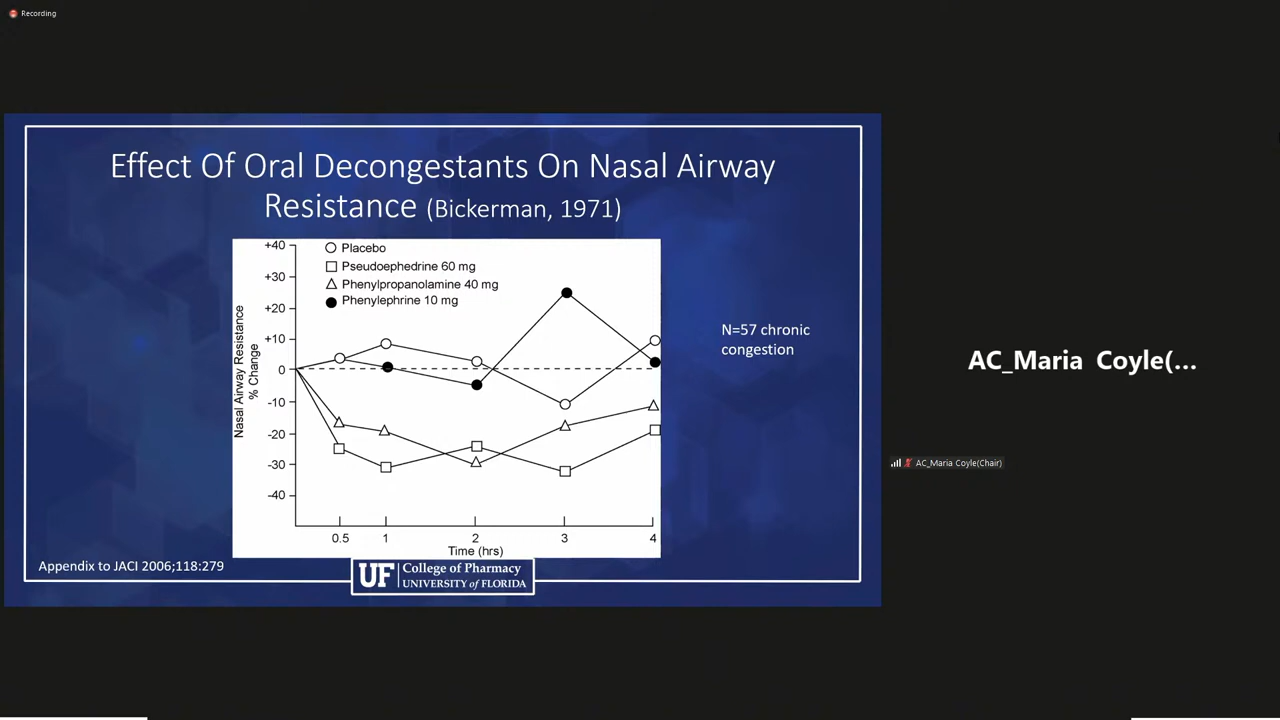 Recording
Effect Of Oral Decongestants On Nasal Airway
Resistance (Bickerman, 1971)
+40
+30
+20
+10
0
-10
-20
-30
-40
Nasal Airway Resistance
% Change
Placebo
Pseudoephedrine 60 mg
Phenylpropanolamine 40 mg
Phenylephrine 10 mg
0.5 1 2 3 4
Time (hrs)
N=57 chronic
congestion
Appendix to JACI 2006;118:279
UF College of Pharmacy
UNIVERSITY of FLORIDA
AC_Maria Coyle(...
AC_Maria Coyle(Chair)